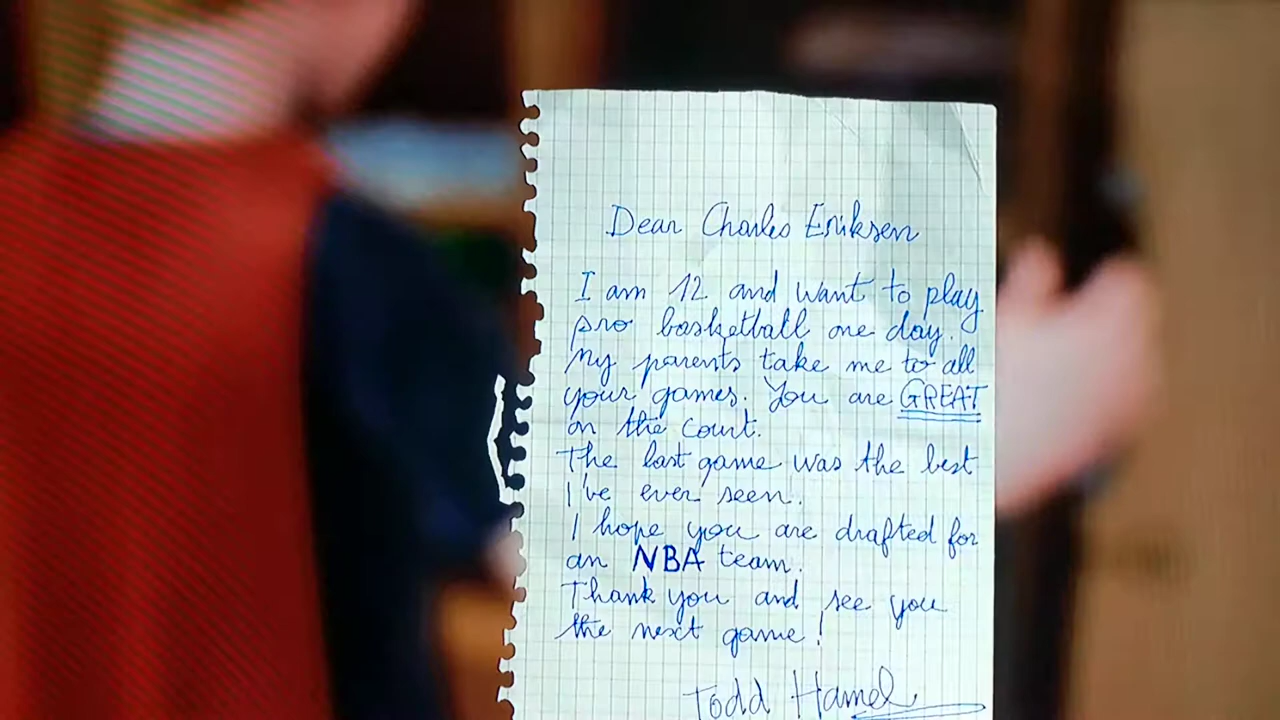 Dear Charles Eriksen
I am 12 and want to play
pro basketball one day.
My parents take me to all
your games. You are GREAT
on the court.
The last game was the best
I've ever seen.
I hope you are drafted for
an NBA team.
Thank you and see you
the next game!
Todd Hamel